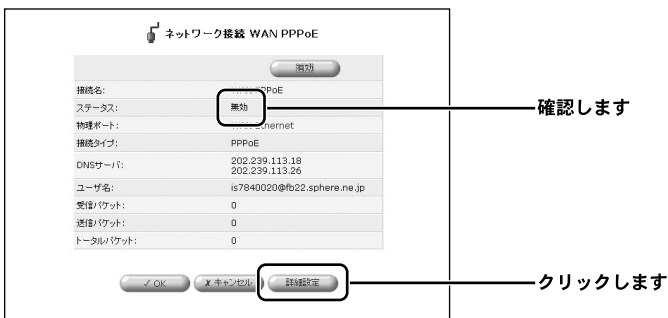 ネットワーク接続 WAN PPPoE
有効
接続名: WAN PPPoE
ステータス: 無効
確認します
物理ポート: WAN Ethernet
接続タイプ: PPPoE
DNSサーバ: 202.239.113.18
202.239.113.26
ユーザ名: is7840020@fb22.sphere.ne.jp
受信パケット: 0
送信パケット: 0
トータルパケット: 0
✓ OK
✗ キャンセル
詳細設定
クリックします